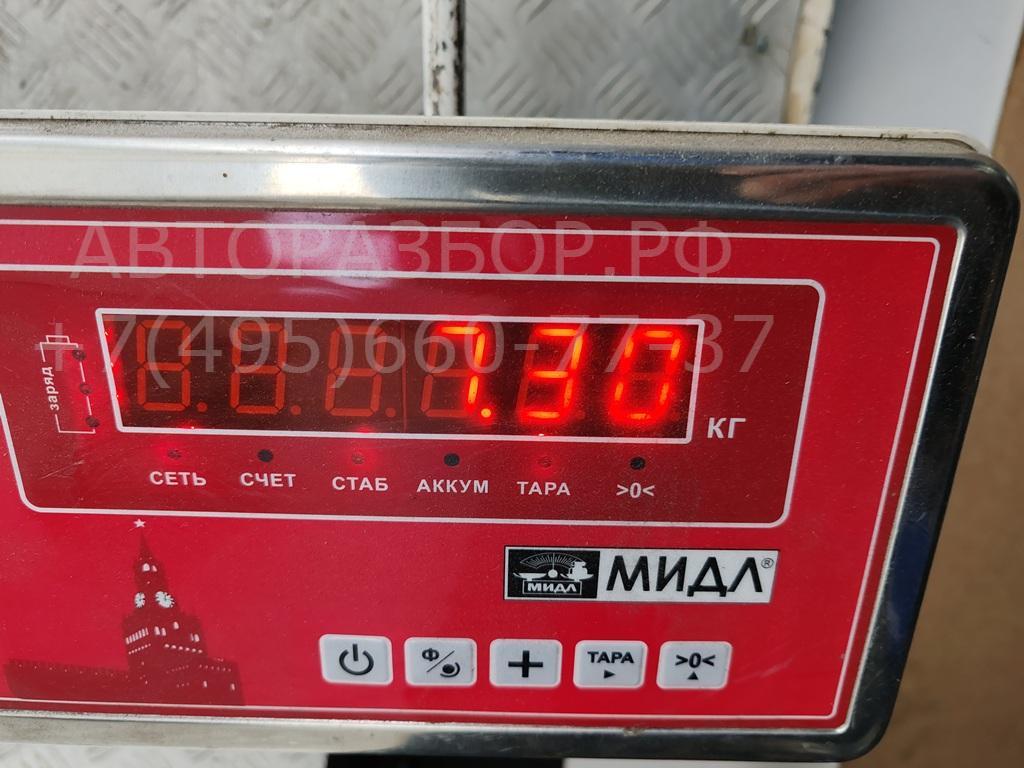 АВТОРАЗБОР.РФ
+7(495)660-77-37
заряд
7.30
КГ
СЕТЬ СЧЕТ СТАБ АККУМ ТАРА >0<
МИДЛ МИДЛ®
Ф + ТАРА >0<